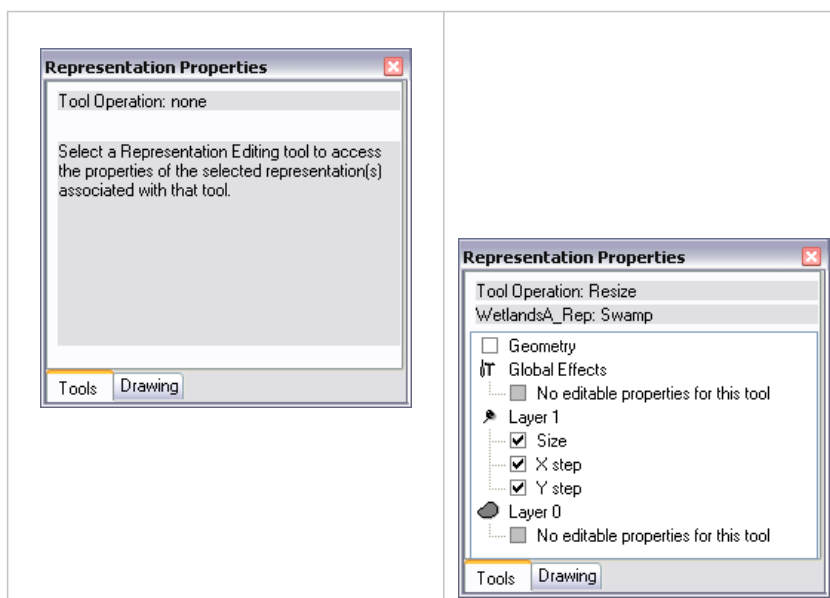 Representation Properties
Tool Operation: none
Select a Representation Editing tool to access
the properties of the selected representation(s)
associated with that tool.
Tools Drawing
Representation Properties
Tool Operation: Resize
WetlandsA_Rep: Swamp
Geometry
Global Effects
No editable properties for this tool
Layer 1
Size
X step
Y step
Layer 0
No editable properties for this tool
Tools Drawing